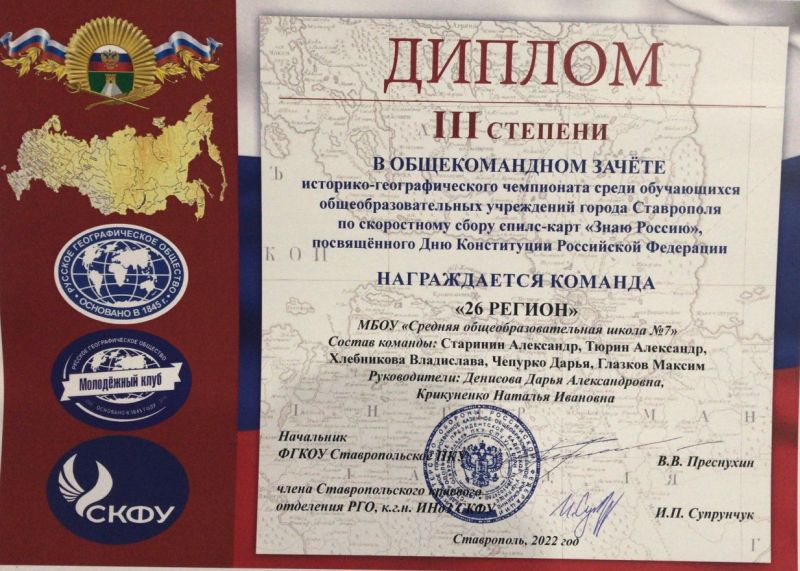 ДИПЛОМ
III СТЕПЕНИ
В ОБЩЕКОМАНДНОМ ЗАЧЁТЕ
историко-географического чемпионата среди обучающихся
общеобразовательных учреждений города Ставрополя
по скоростному сбору спилс-карт «Знаю Россию»,
посвящённого Дню Конституции Российской Федерации
НАГРАЖДАЕТСЯ КОМАНДА
«26 РЕГИОН»
МБОУ «Средняя общеобразовательная школа №7»
Состав команды: Старинин Александр, Тюрин Александр,
Хлебникова Владислава, Чепурко Дарья, Глазков Максим
Руководители: Денисова Дарья Александровна,
Крикуненко Наталья Ивановна
Начальник
ФГКОУ Ставропольское ПКУ
В.В. Преснухин
члена Ставропольского краевого
отделения РГО, к.г.н. ИНоЗ СКФУ
И.П. Супрунчук
Ставрополь, 2022 год
РУССКОЕ ГЕОГРАФИЧЕСКОЕ ОБЩЕСТВО
• ОСНОВАНО В 1845 г. •
РУССКОЕ ГЕОГРАФИЧЕСКОЕ ОБЩЕСТВО
Молодёжный клуб
ОСНОВАНО В 1845 ГОДУ
СКФУ